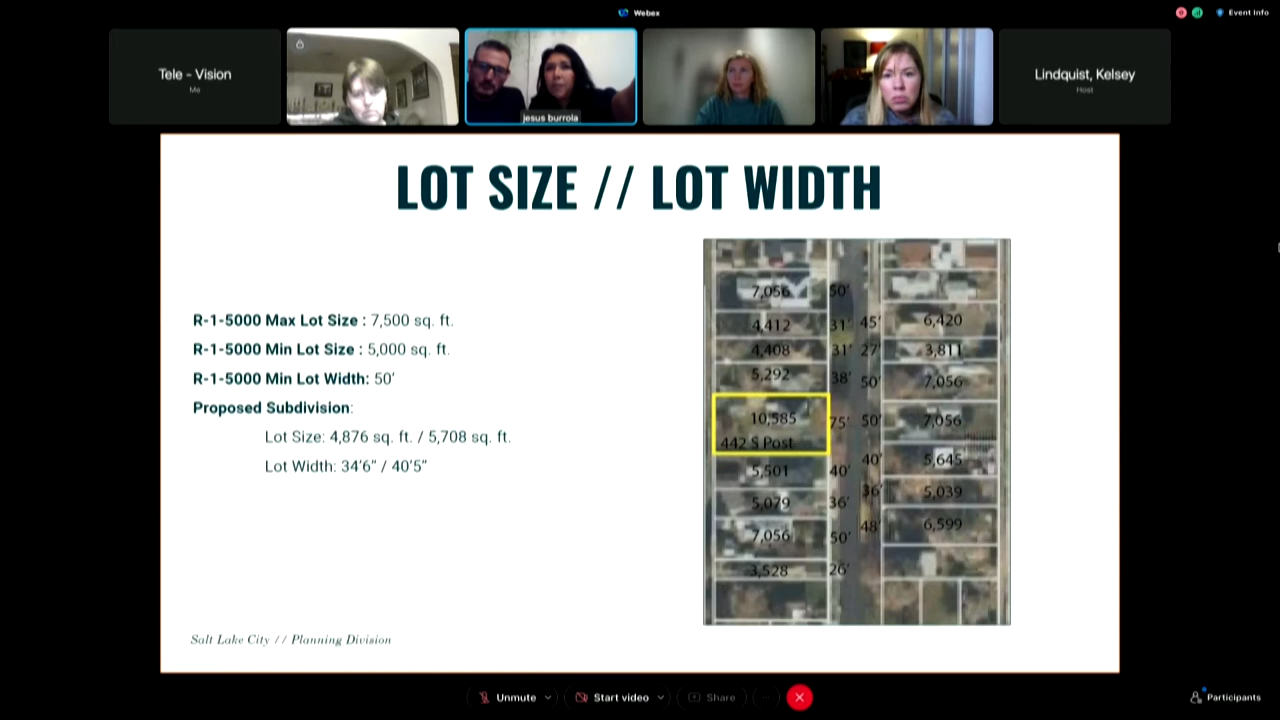 Webex
Event Info
Tele - Vision
Me
jesus burrola
Lindquist, Kelsey
Host
LOT SIZE // LOT WIDTH
R-1-5000 Max Lot Size : 7,500 sq. ft.
R-1-5000 Min Lot Size : 5,000 sq. ft.
R-1-5000 Min Lot Width: 50'
Proposed Subdivision:
Lot Size: 4,876 sq. ft. / 5,708 sq. ft.
Lot Width: 34'6" / 40'5"
7,056 50'
4,412 31' 45' 6,420
4,408 31' 27' 3,811
5,292 38' 50' 7,056
10,585 75' 50' 7,056
442 S Post
5,501 40' 40' 5,645
5,079 36' 36' 5,039
7,056 50' 48' 6,599
3,528 26'
Salt Lake City // Planning Division
Unmute
Start video
Share
Participants